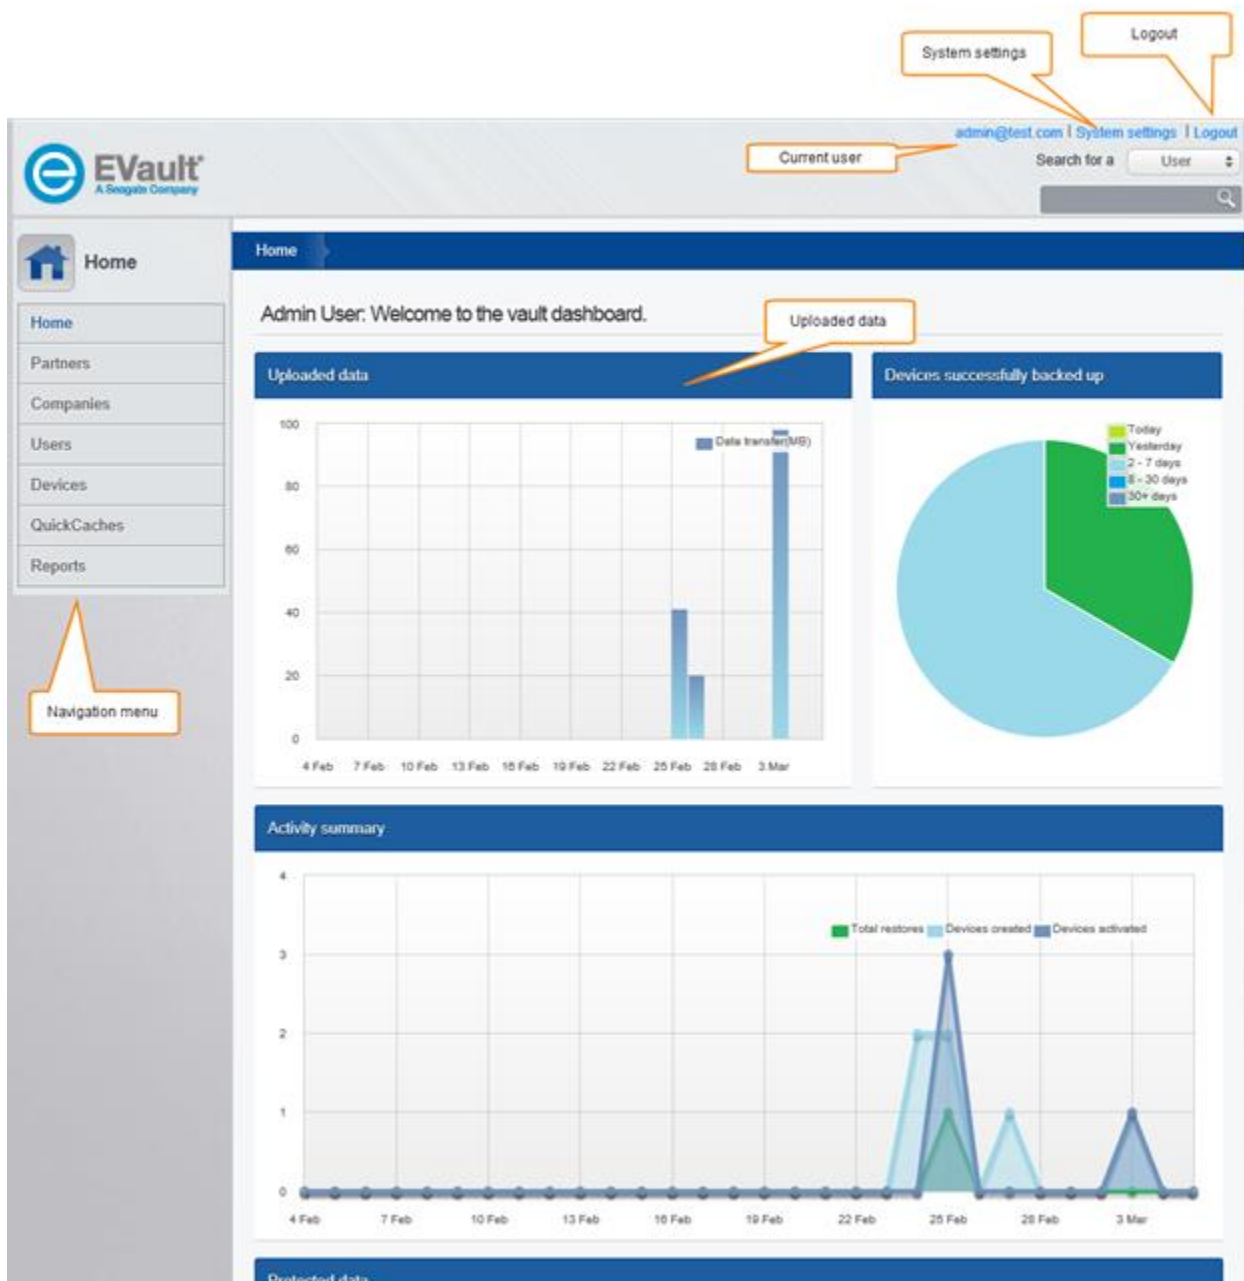 Logout
System settings
admin@test.com | System settings | Logout
Current user
Search for a User
EVault®
A Seagate Company
Home
Home
Home
Partners
Companies
Users
Devices
QuickCaches
Reports
Navigation menu
Admin User: Welcome to the vault dashboard.
Uploaded data
Uploaded data
Data transfer(MB)
100
80
60
40
20
0
4 Feb 7 Feb 10 Feb 13 Feb 16 Feb 19 Feb 22 Feb 25 Feb 28 Feb 3 Mar
Devices successfully backed up
Today
Yesterday
2 - 7 days
8 - 30 days
30+ days
Activity summary
Total restores Devices created Devices activated
4
3
2
1
0
4 Feb 7 Feb 10 Feb 13 Feb 16 Feb 19 Feb 22 Feb 25 Feb 28 Feb 3 Mar
Protected data